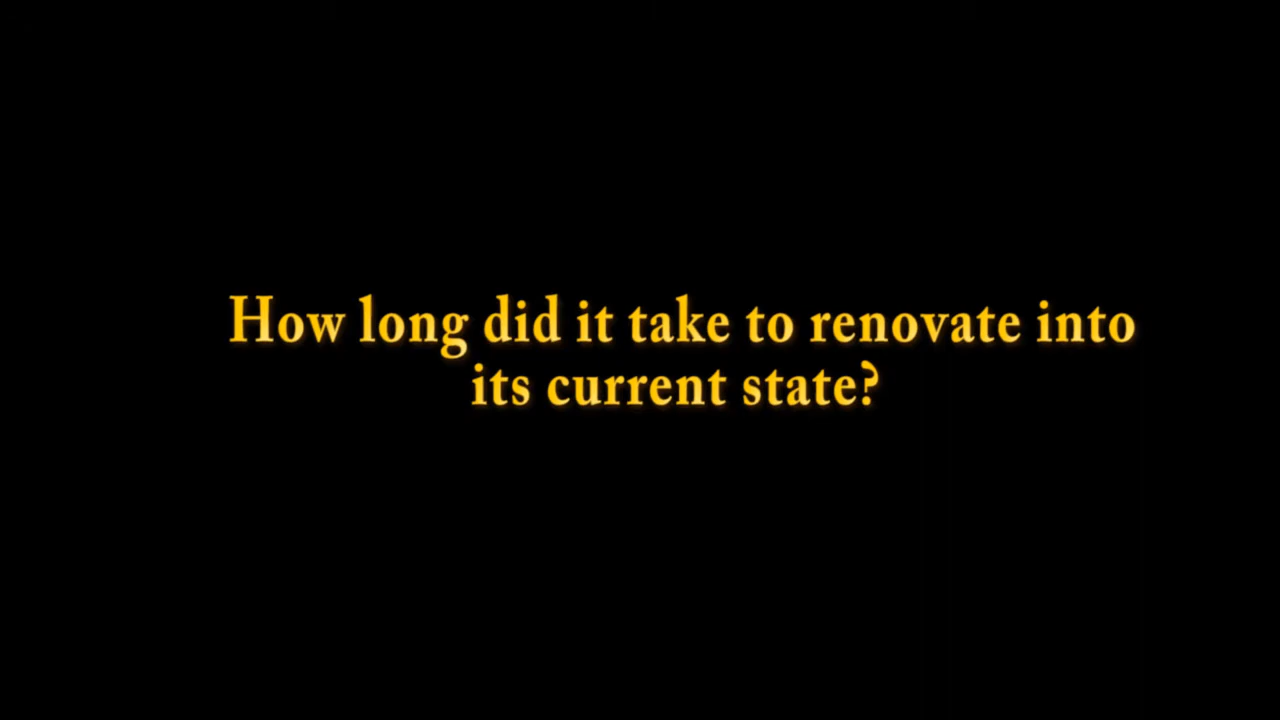 How long did it take to renovate into
its current state?